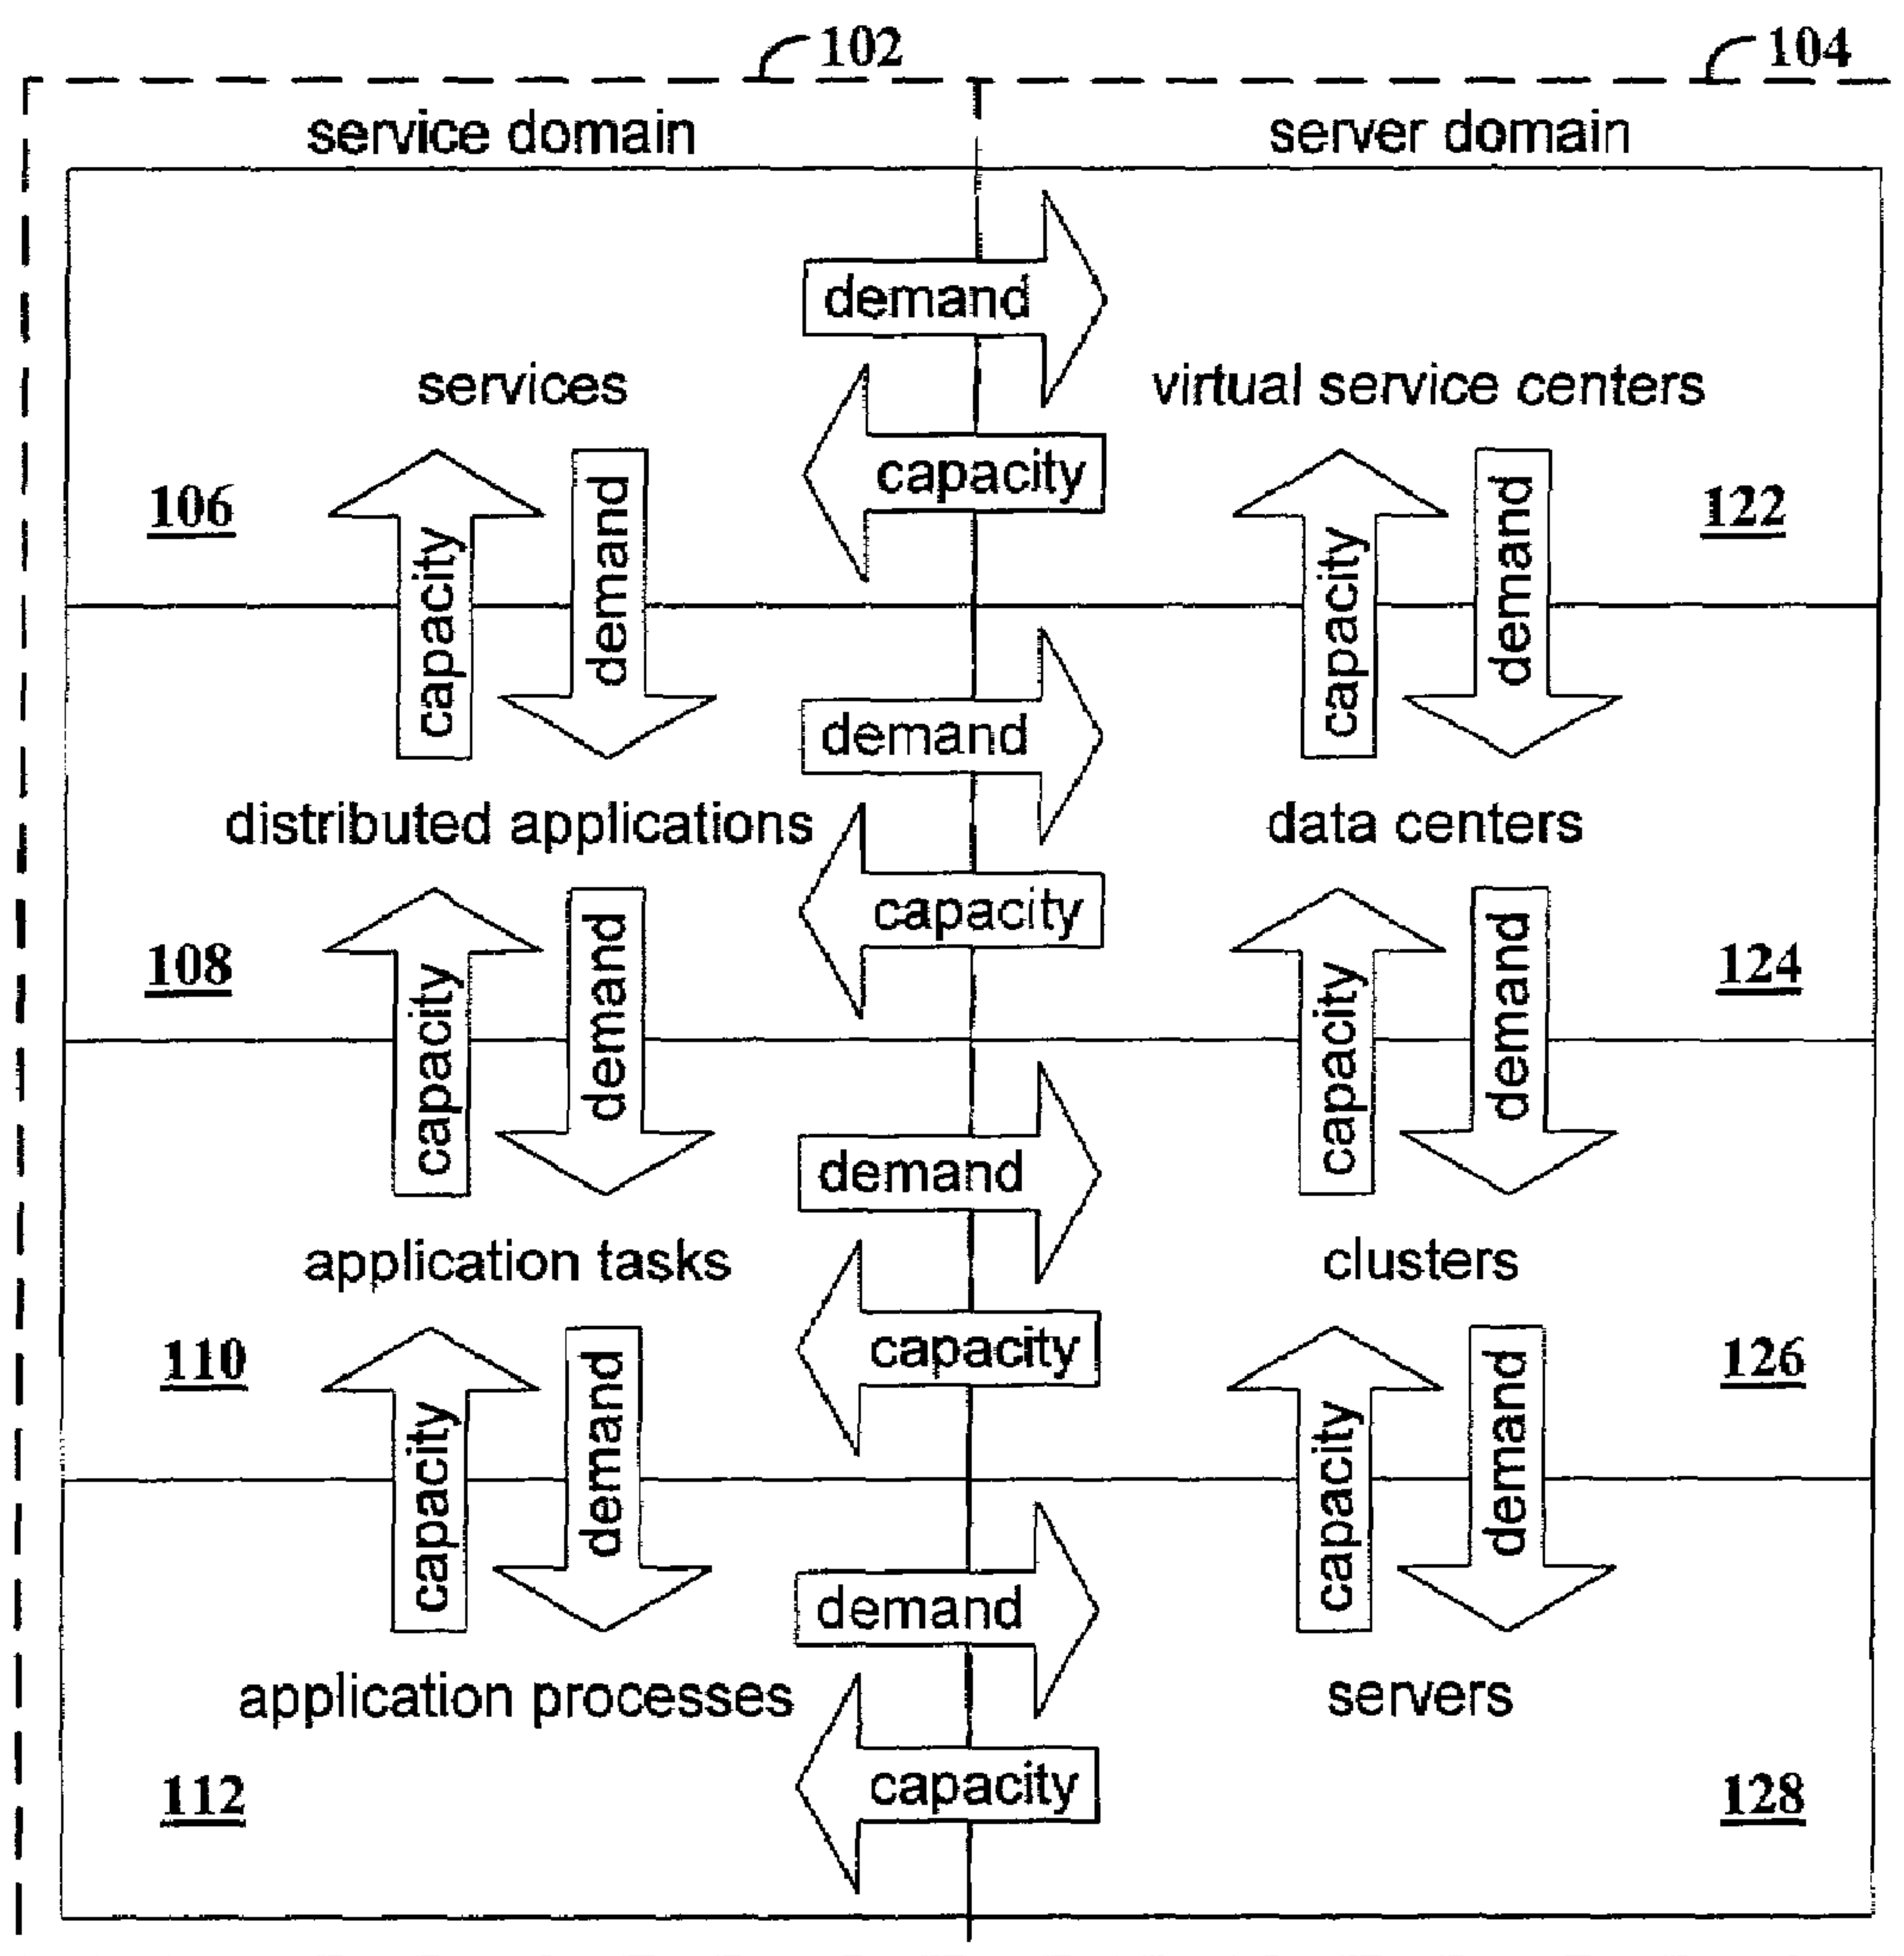 102
104
service domain
server domain
demand
services
virtual service centers
capacity
106
capacity
demand
capacity
demand
122
demand
distributed applications
data centers
capacity
108
capacity
demand
capacity
demand
124
demand
application tasks
clusters
capacity
110
capacity
demand
capacity
demand
126
demand
application processes
servers
capacity
112
128